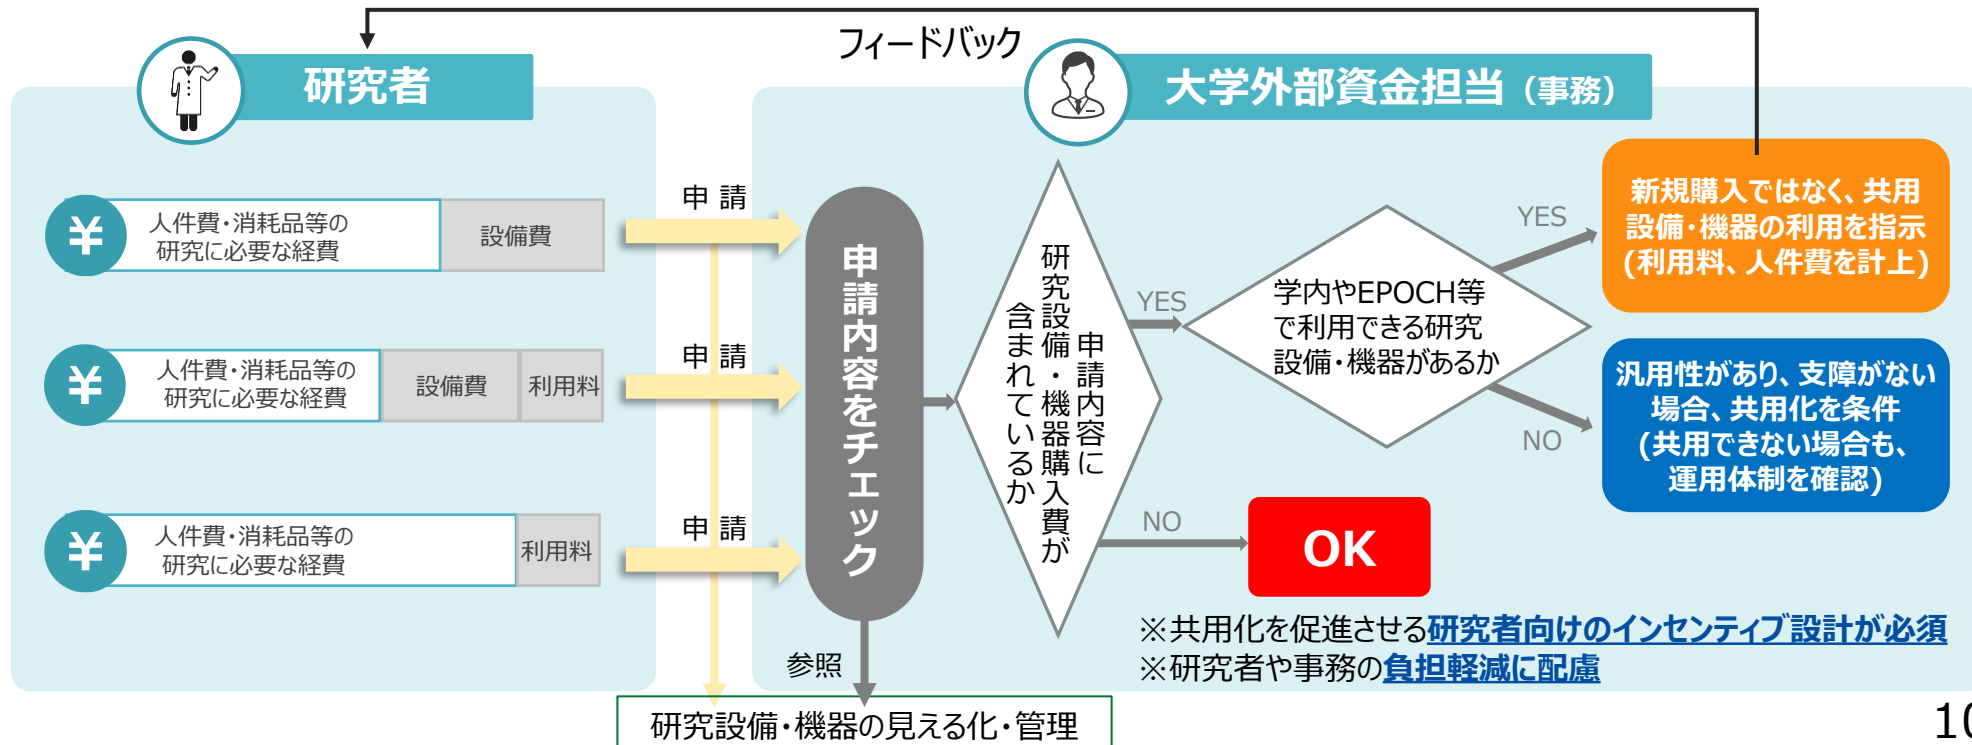 フィードバック
研究者
大学外部資金担当（事務）
¥
人件費・消耗品等の
研究に必要な経費
設備費
申 請
¥
人件費・消耗品等の
研究に必要な経費
設備費
利用料
申 請
¥
人件費・消耗品等の
研究に必要な経費
利用料
申 請
申請内容をチェック
申請内容に
研究設備・機器購入費が
含まれているか
YES
NO
OK
学内やEPOCH等
で利用できる研究
設備・機器があるか
YES
NO
新規購入ではなく、共用
設備・機器の利用を指示
(利用料、人件費を計上)
汎用性があり、支障がない
場合、共用化を条件
(共用できない場合も、
運用体制を確認)
※共用化を促進させる研究者向けのインセンティブ設計が必須
※研究者や事務の負担軽減に配慮
参照
研究設備・機器の見える化・管理
10